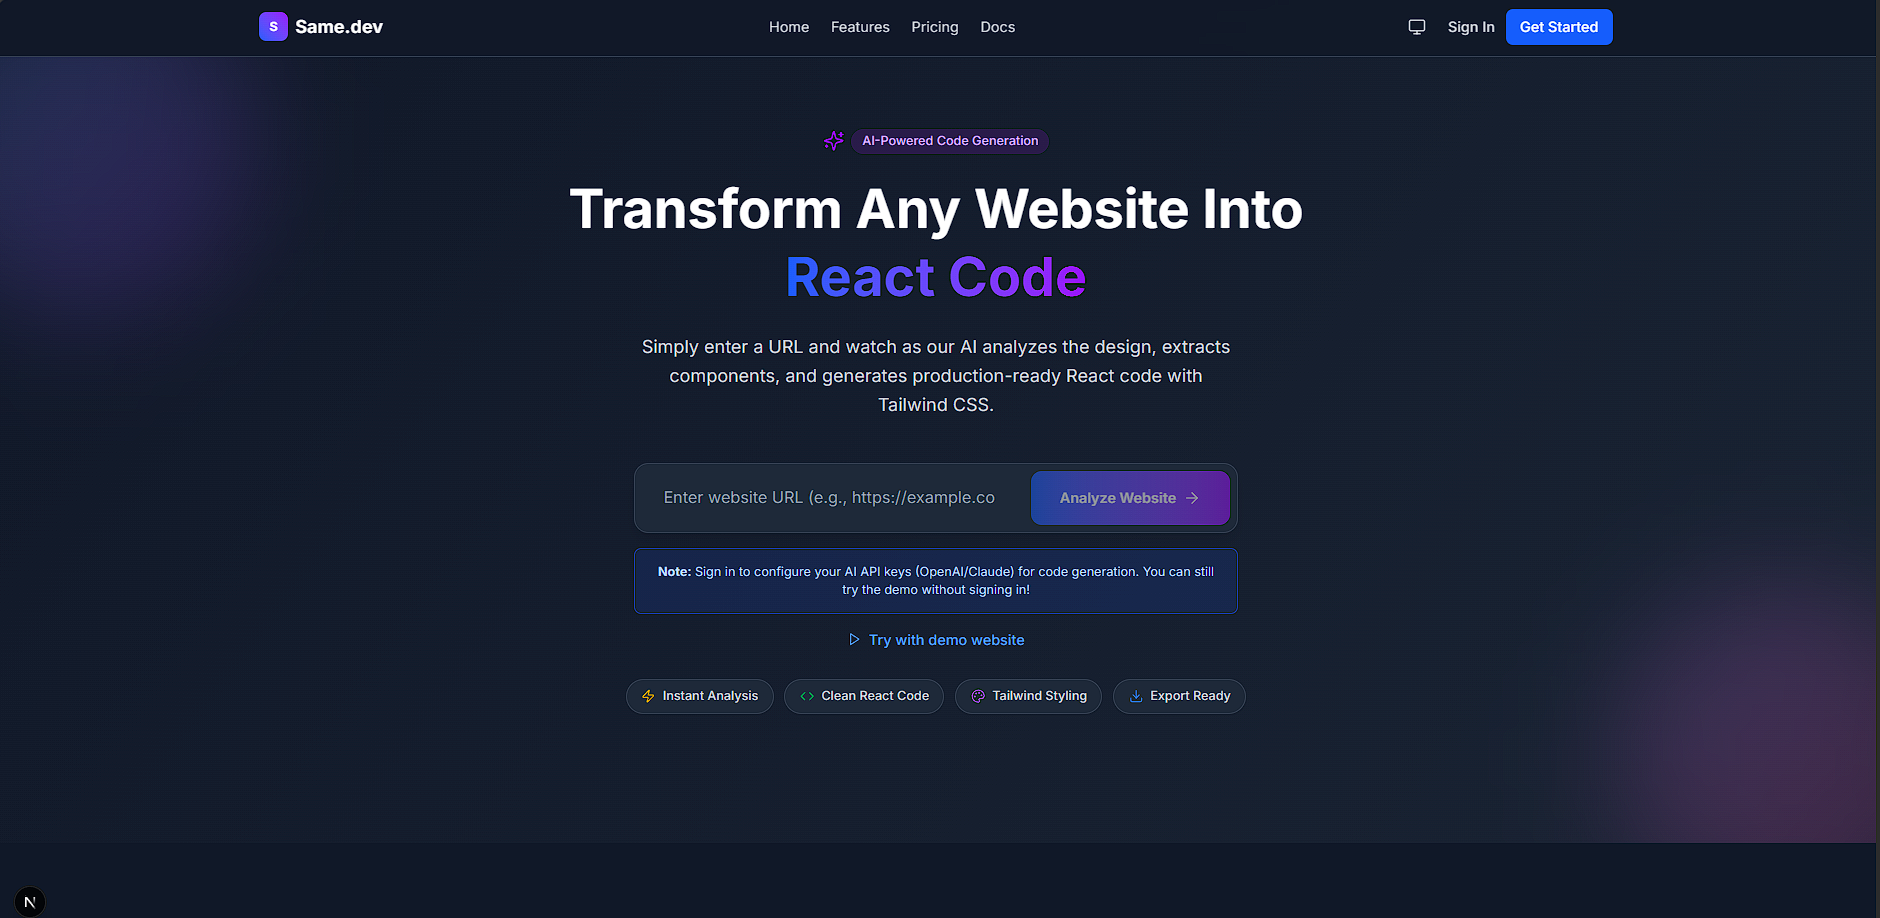 S Same.dev Home Features Pricing Docs Sign In Get Started
AI-Powered Code Generation
Transform Any Website Into
React Code
Simply enter a URL and watch as our AI analyzes the design, extracts
components, and generates production-ready React code with
Tailwind CSS.
Enter website URL (e.g., https://example.co Analyze Website
Note: Sign in to configure your AI API keys (OpenAI/Claude) for code generation. You can still
try the demo without signing in!
Try with demo website
Instant Analysis Clean React Code Tailwind Styling Export Ready
N